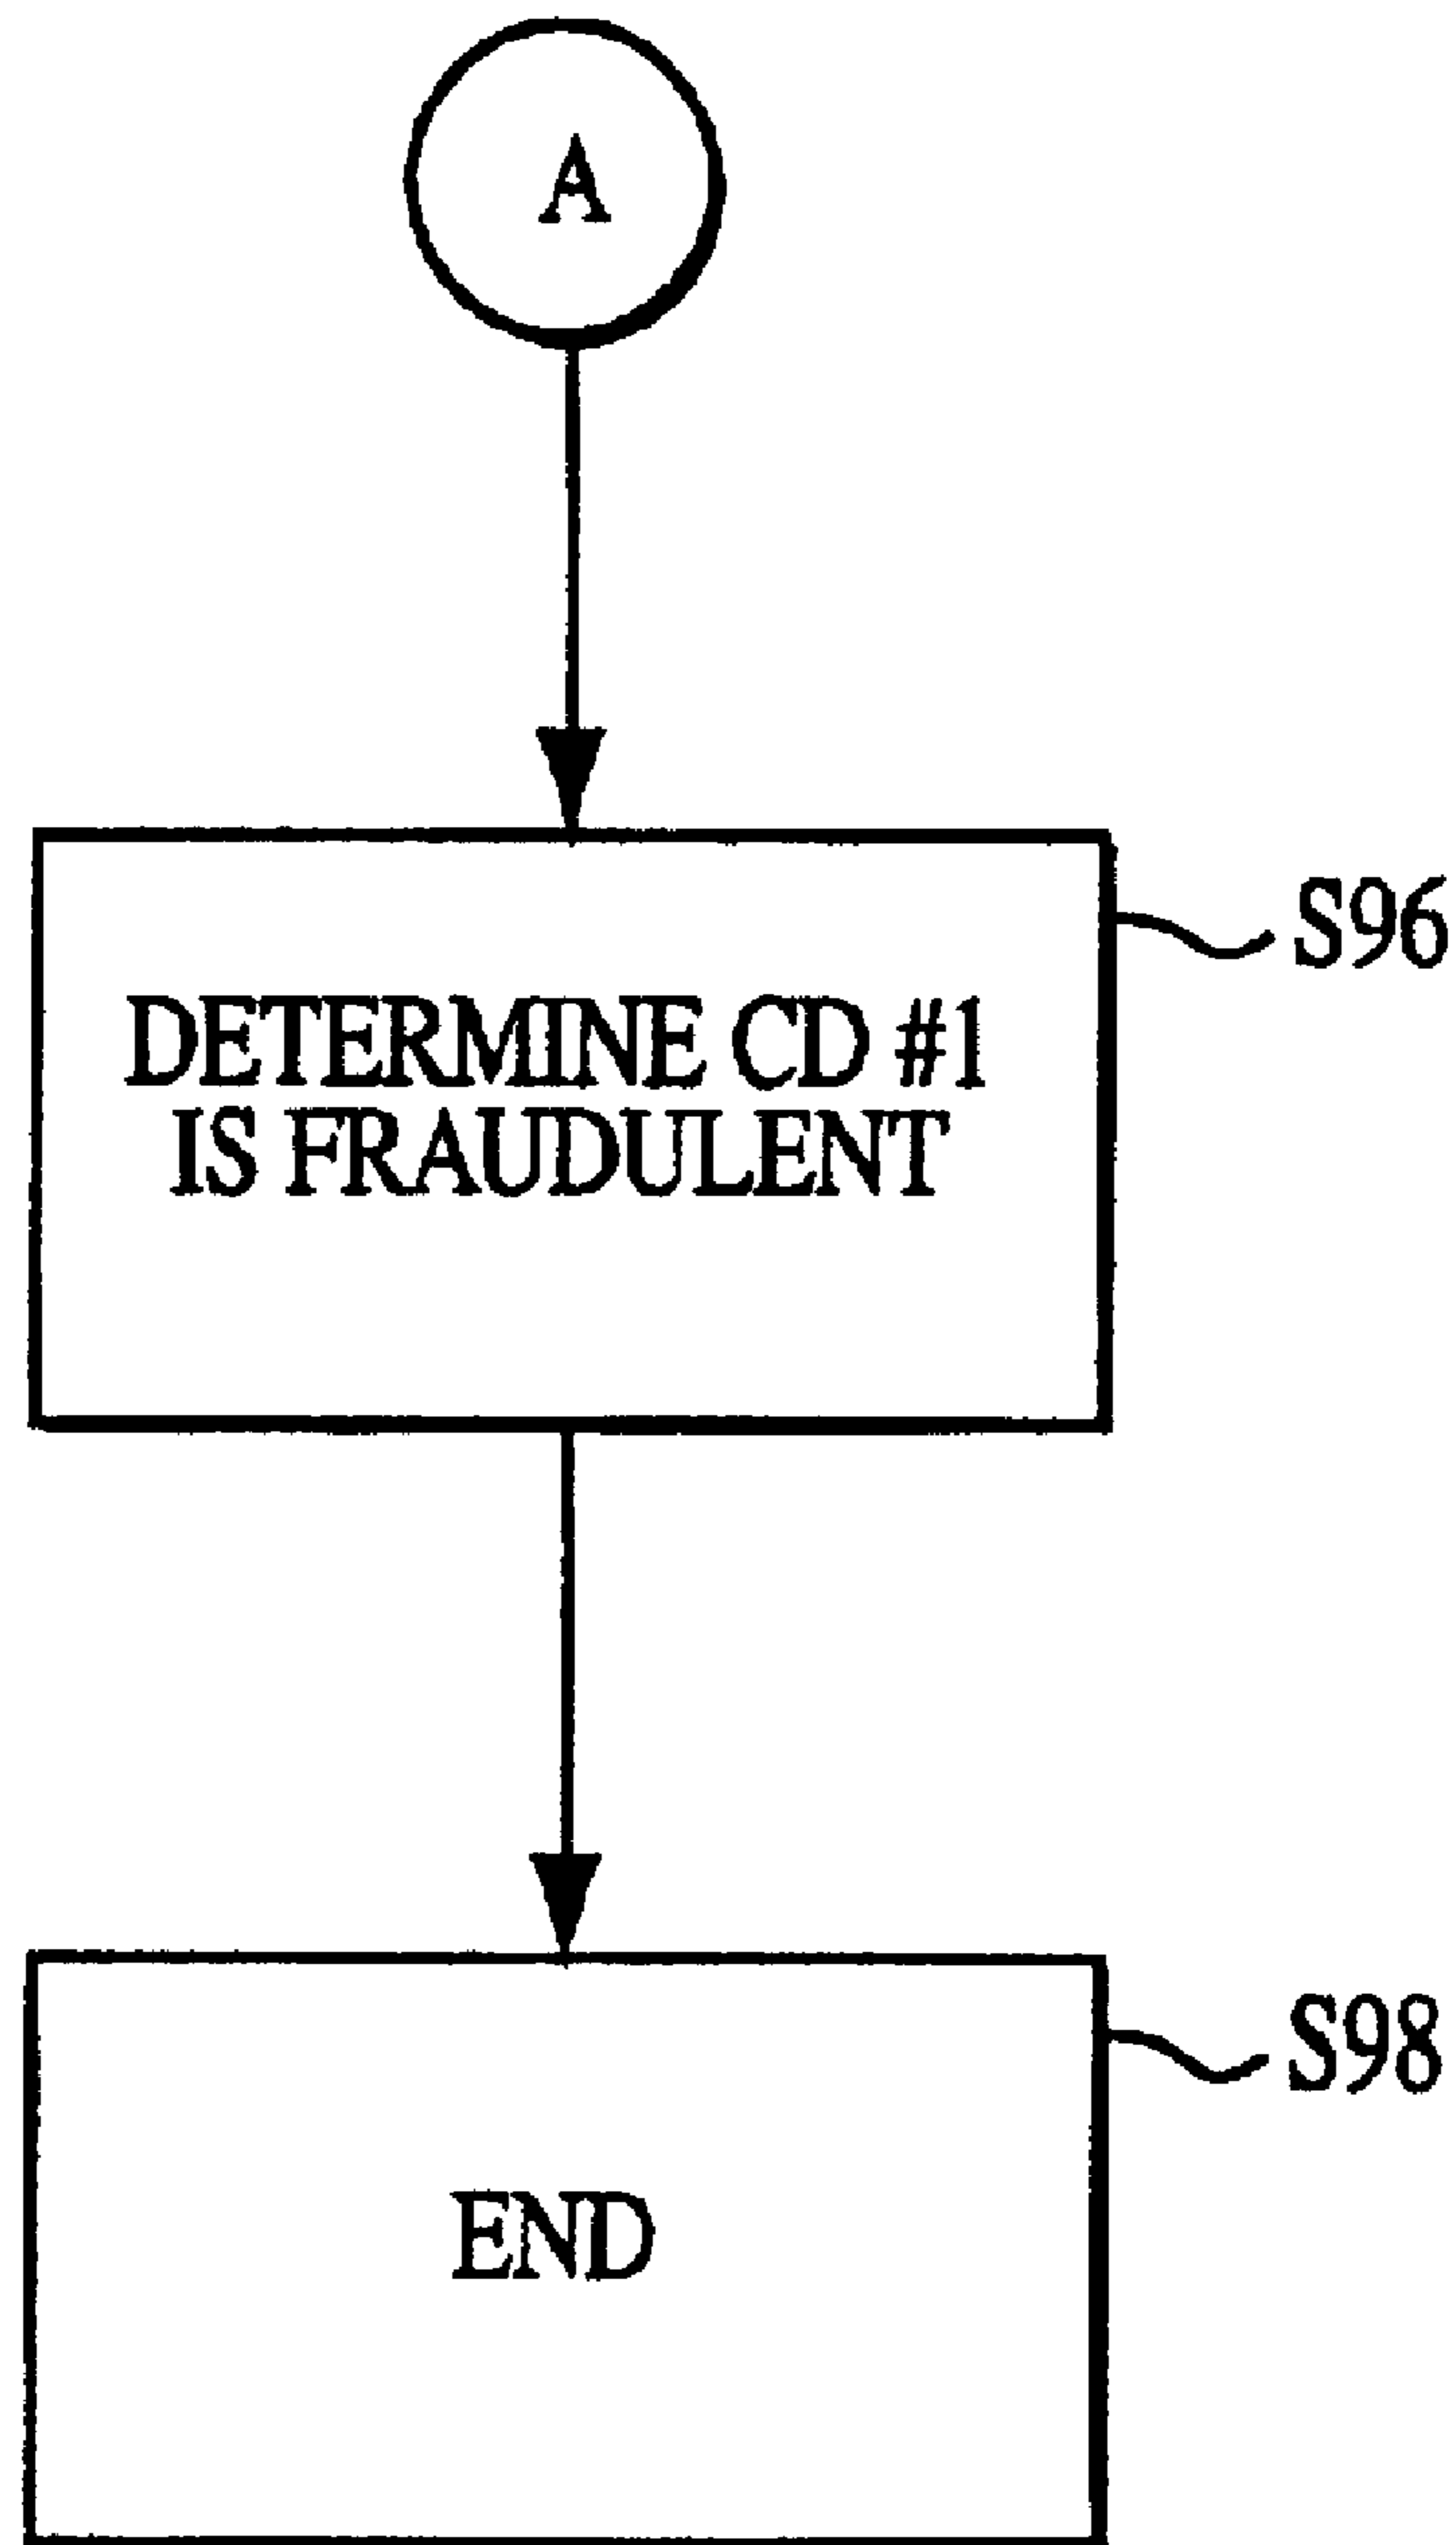 A
S96
DETERMINE CD #1
IS FRAUDULENT
S98
END